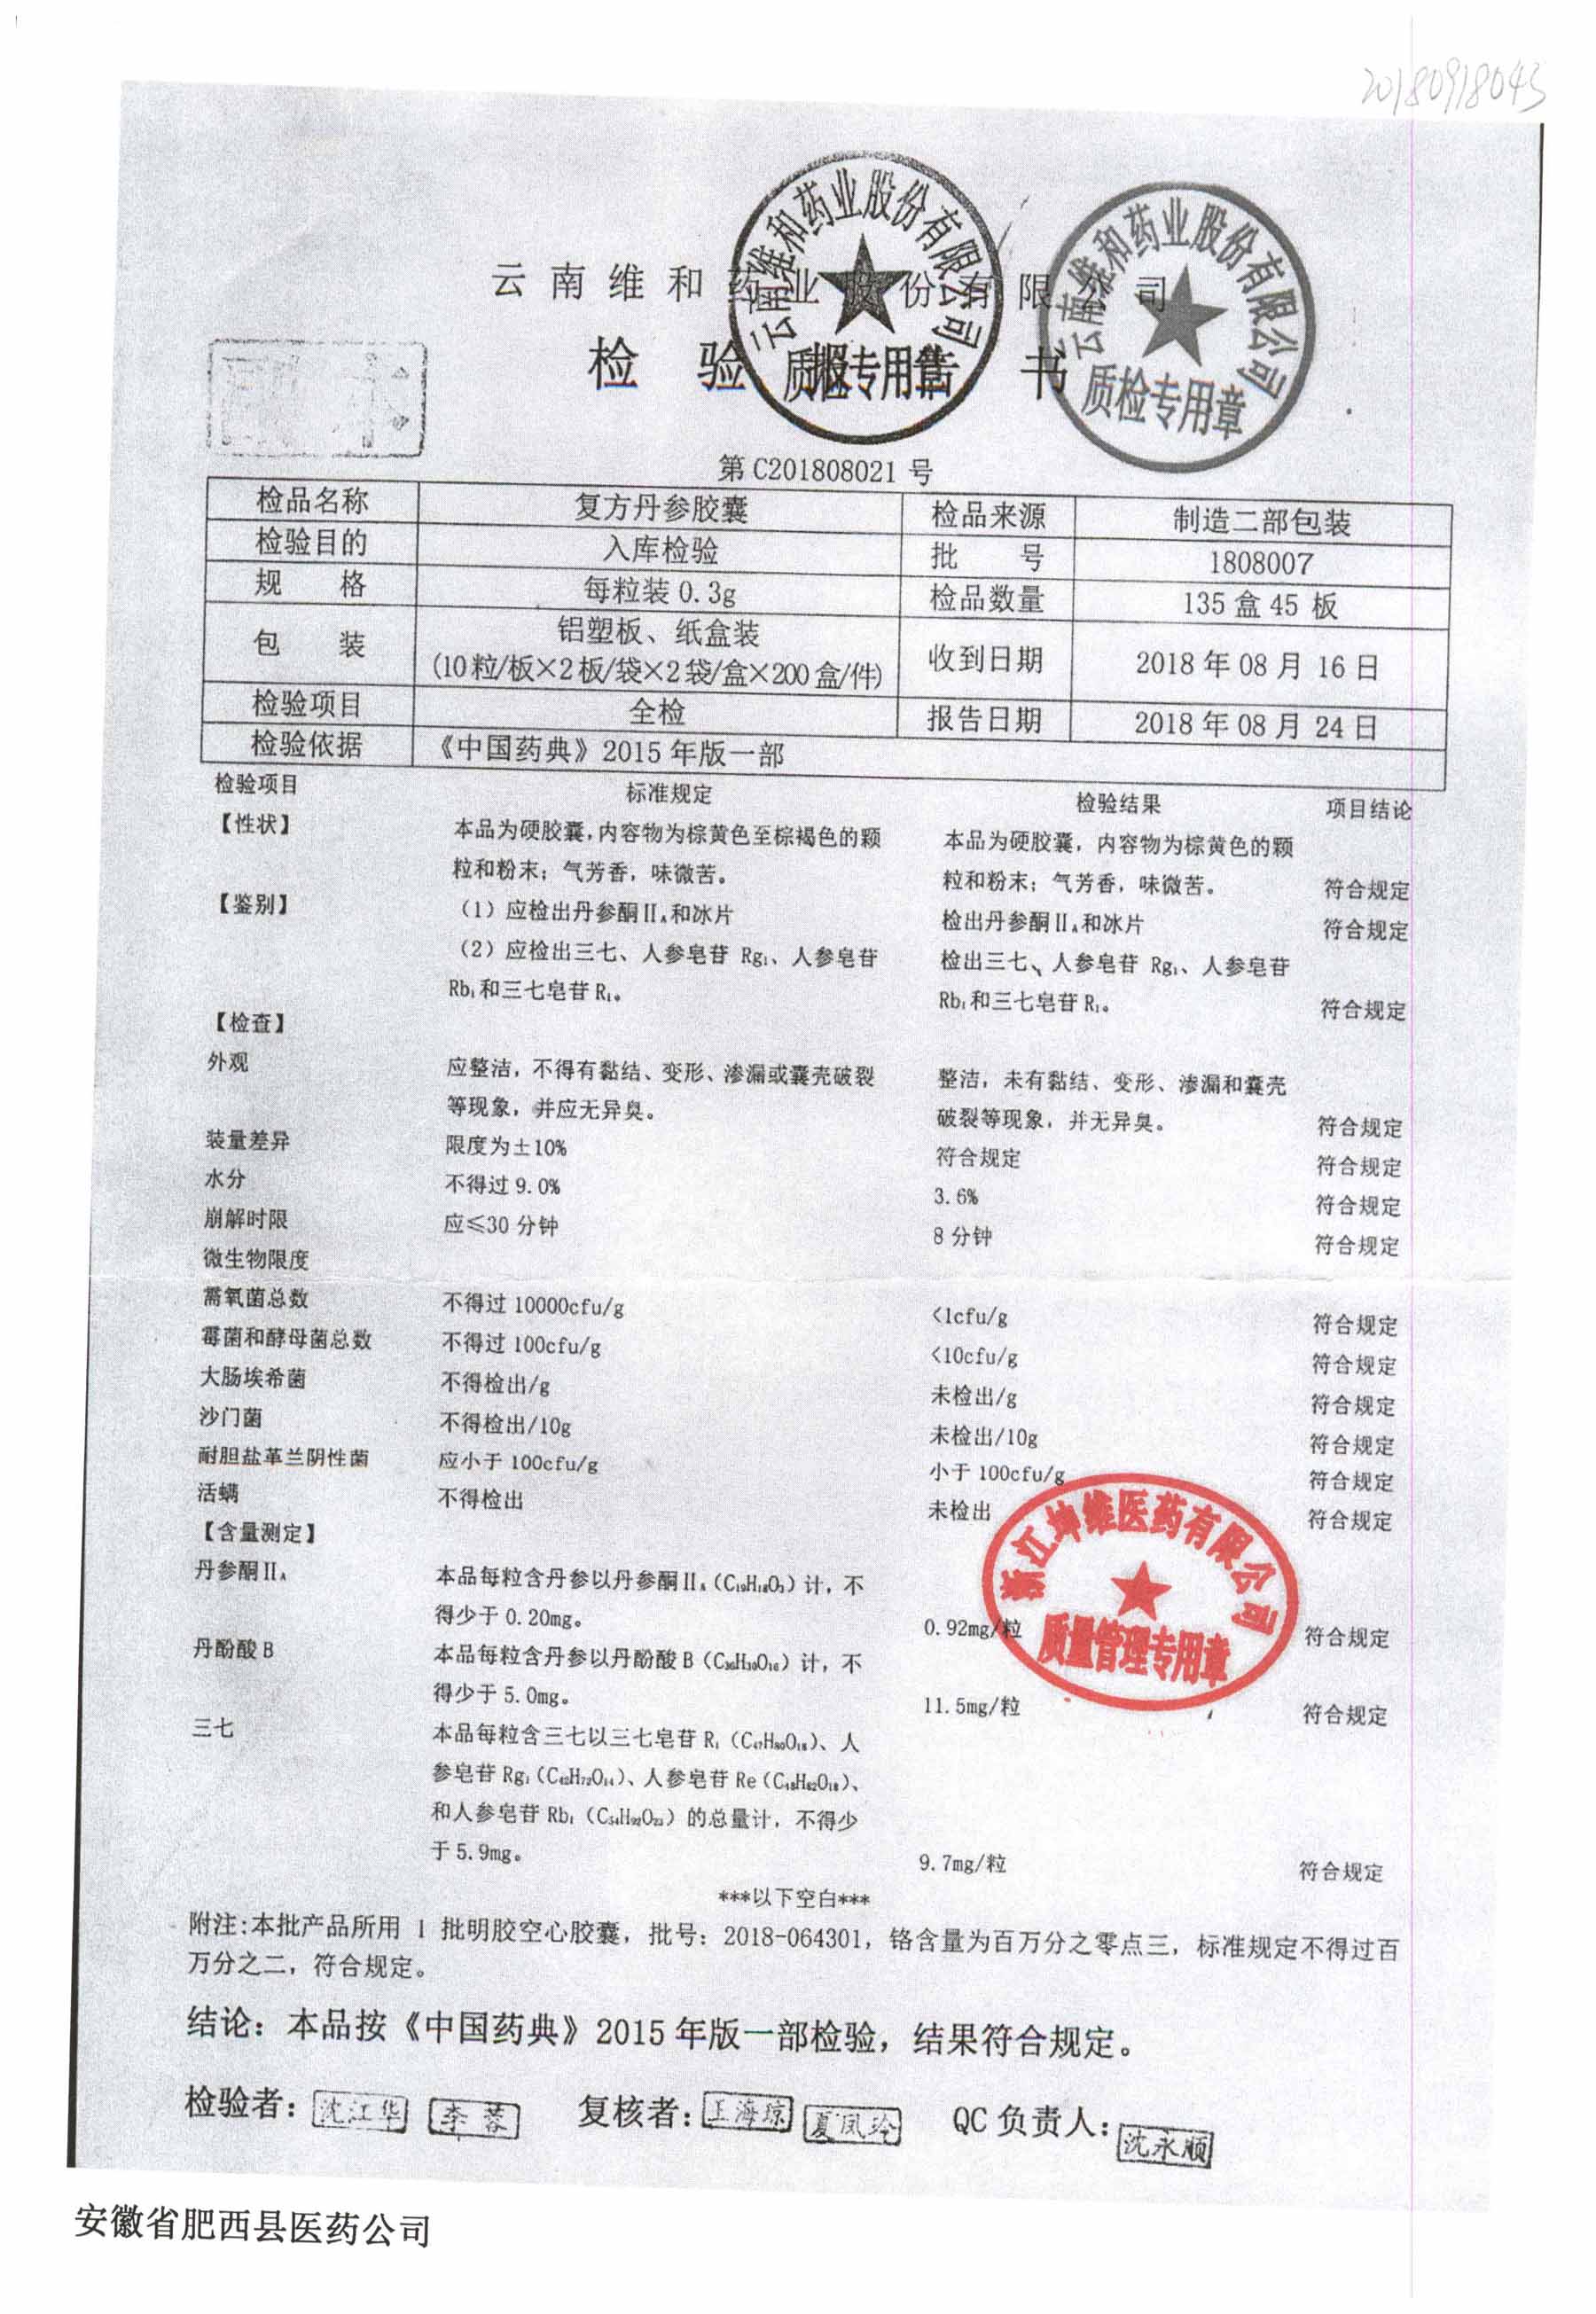 20180918043
云南维和药业股份有限公司
检验报告书
云南维和药业股份有限公司
质检专用章
云南维和药业股份有限公司
质检专用章
第C201808021号
检品名称 复方丹参胶囊 检品来源 制造二部包装
检验目的 入库检验 批号 1808007
规格 每粒装0.3g 检品数量 135盒45板
包装 铝塑板、纸盒装
(10粒/板×2板/袋×2袋/盒×200盒/件) 收到日期 2018年08月16日
检验项目 全检 报告日期 2018年08月24日
检验依据 《中国药典》2015年版一部
检验项目 标准规定 检验结果 项目结论
【性状】 本品为硬胶囊,内容物为棕黄色至棕褐色的颗 本品为硬胶囊，内容物为棕黄色的颗
粒和粉末；气芳香，味微苦。 粒和粉末；气芳香，味微苦。 符合规定
【鉴别】 （1）应检出丹参酮ⅡA和冰片 检出丹参酮ⅡA和冰片 符合规定
（2）应检出三七、人参皂苷 Rg1、人参皂苷 检出三七、人参皂苷 Rg1、人参皂苷
Rb1和三七皂苷R1。 Rb1和三七皂苷R1。 符合规定
【检查】
外观 应整洁，不得有黏结、变形、渗漏或囊壳破裂 整洁，未有黏结、变形、渗漏和囊壳
等现象，并应无异臭。 破裂等现象，并无异臭。 符合规定
装量差异 限度为±10% 符合规定 符合规定
水分 不得过9.0% 3.6% 符合规定
崩解时限 应≤30分钟 8分钟 符合规定
微生物限度
需氧菌总数 不得过10000cfu/g <1cfu/g 符合规定
霉菌和酵母菌总数 不得过100cfu/g <10cfu/g 符合规定
大肠埃希菌 不得检出/g 未检出/g 符合规定
沙门菌 不得检出/10g 未检出/10g 符合规定
耐胆盐革兰阴性菌 应小于100cfu/g 小于100cfu/g 符合规定
活螨 不得检出 未检出 符合规定
【含量测定】
丹参酮ⅡA 本品每粒含丹参以丹参酮ⅡA（C19H18O3）计，不
得少于0.20mg。 0.92mg/粒 符合规定
丹酚酸B 本品每粒含丹参以丹酚酸B（C36H30O16）计，不
得少于5.0mg。 11.5mg/粒 符合规定
三七 本品每粒含三七以三七皂苷R1（C47H80O18）、人
参皂苷Rg1（C42H72O14）、人参皂苷Re（C48H82O18）、
和人参皂苷Rb1（C54H92O23）的总量计，不得少
于5.9mg。 9.7mg/粒 符合规定
浙江坤维医药有限公司
质量管理专用章
***以下空白***
附注:本批产品所用 1 批明胶空心胶囊，批号：2018-064301，铬含量为百万分之零点三，标准规定不得过百
万分之二，符合规定。
结论：本品按《中国药典》2015年版一部检验，结果符合规定。
检验者：沈江华 李蓉 复核者：王海琼 夏凤玲 QC负责人：沈永顺
安徽省肥西县医药公司